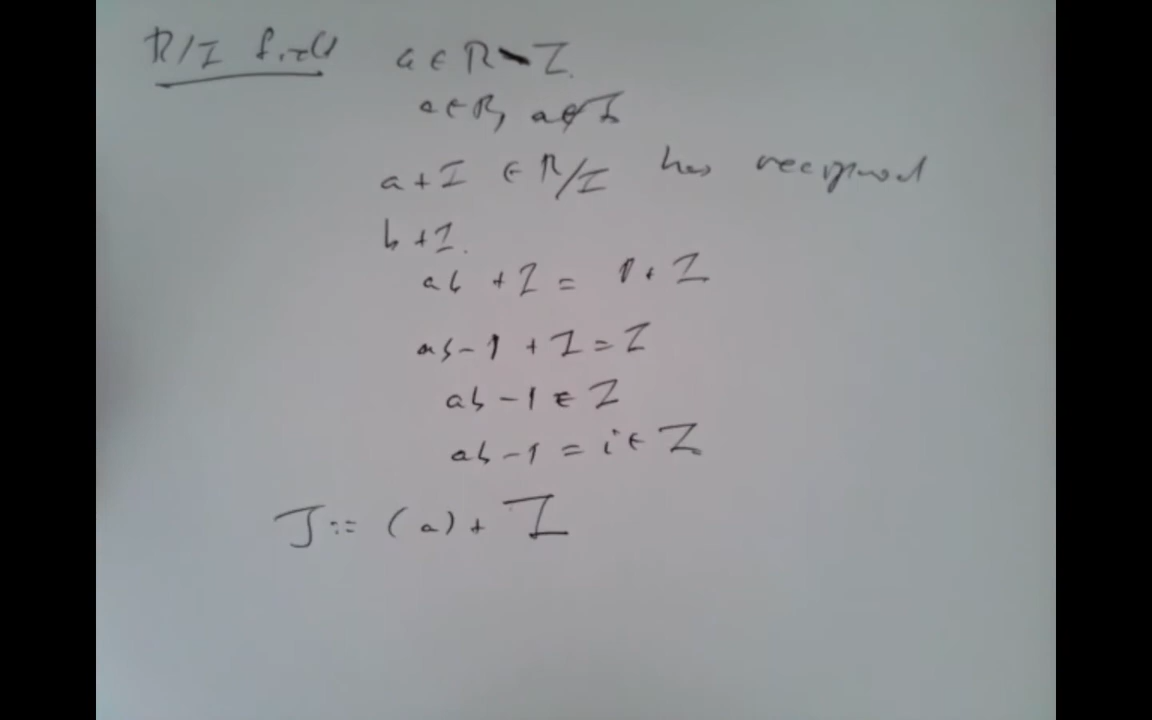 R/I field a ∈ R \ I.
a ∈ R, a ∉ I
a + I ∈ R/I has reciprocal
b + I.
ab + I = 1 + I
ab - 1 + I = I
ab - 1 ∈ I
ab - 1 = i ∈ I
J := (a) + I